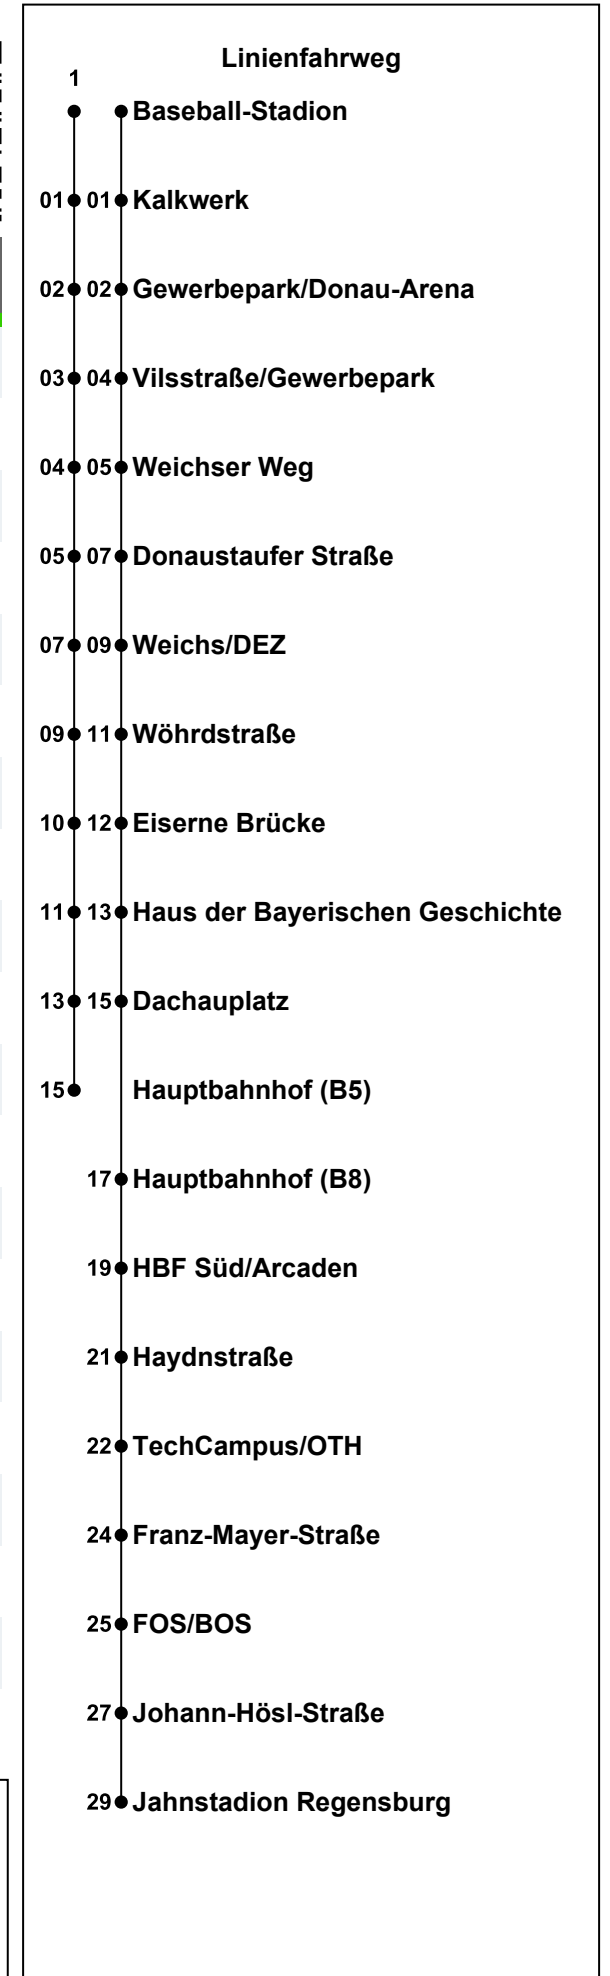 Linienfahrweg
1
Baseball-Stadion
01 01 Kalkwerk
02 02 Gewerbepark/Donau-Arena
03 04 Vilsstraße/Gewerbepark
04 05 Weichser Weg
05 07 Donaustaufer Straße
07 09 Weichs/DEZ
09 11 Wöhrdstraße
10 12 Eiserne Brücke
11 13 Haus der Bayerischen Geschichte
13 15 Dachauplatz
15 Hauptbahnhof (B5)
17 Hauptbahnhof (B8)
19 HBF Süd/Arcaden
21 Haydnstraße
22 TechCampus/OTH
24 Franz-Mayer-Straße
25 FOS/BOS
27 Johann-Hösl-Straße
29 Jahnstadion Regensburg